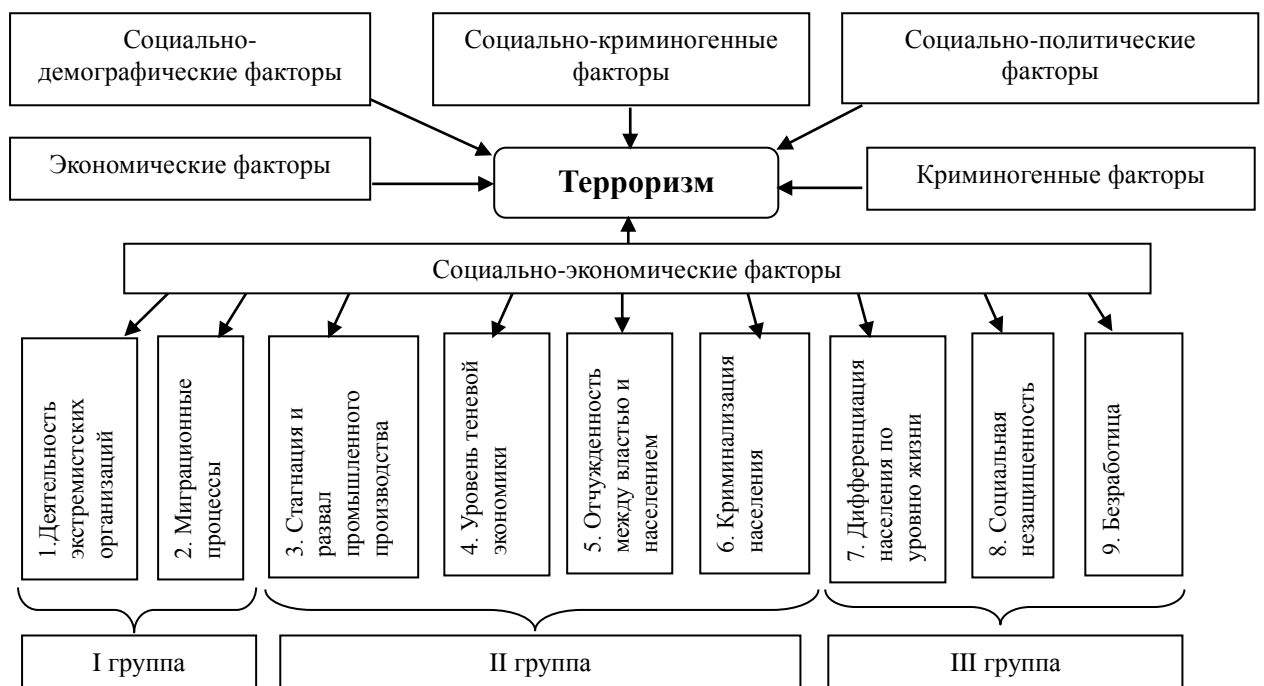 Социально-
демографические факторы
Социально-криминогенные
факторы
Социально-политические
факторы
Экономические факторы
Терроризм
Криминогенные факторы
Социально-экономические факторы
1.Деятельность
экстремистских
организаций
2. Миграционные
процессы
3. Стагнация и
развал
промышленного
производства
4. Уровень теневой
экономики
5. Отчужденность
между властью и
населением
6. Криминализация
населения
7. Дифференциация
населения по
уровню жизни
8. Социальная
незащищенность
9. Безработица
I группа
II группа
III группа